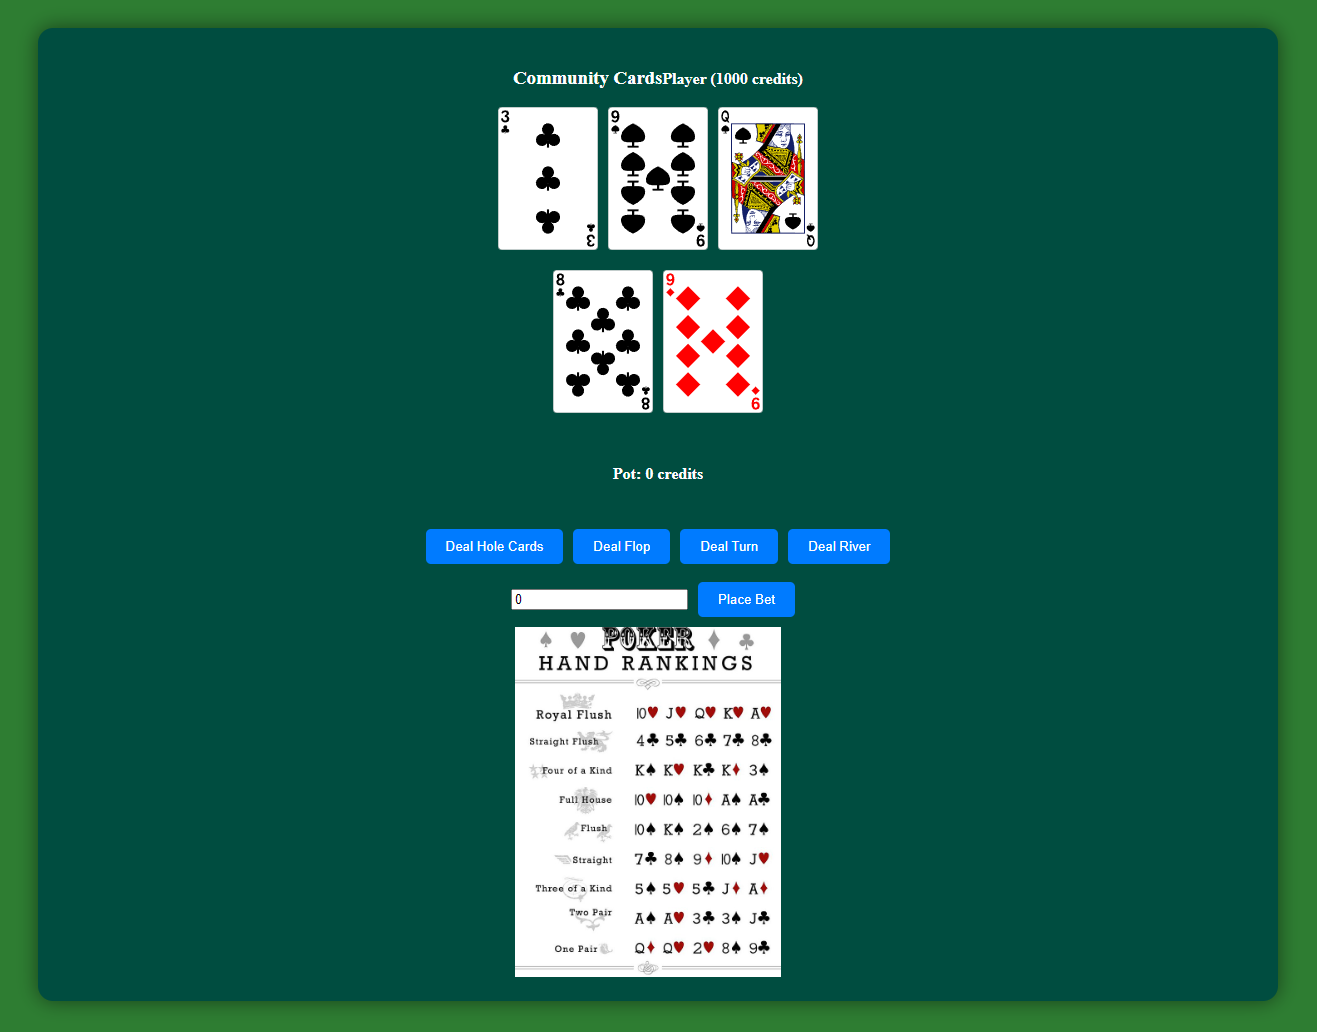 Community CardsPlayer (1000 credits)
3 9 Q
3 9 Q
8 9
8 9
Pot: 0 credits
Deal Hole Cards Deal Flop Deal Turn Deal River
0 Place Bet
POKER
HAND RANKINGS
Royal Flush 10♥ J♥ Q♥ K♥ A♥
Straight Flush 4♣ 5♣ 6♣ 7♣ 8♣
Four of a Kind K♠ K♥ K♣ K♦ 3♠
Full House 10♥ 10♠ 10♦ A♠ A♣
Flush 10♠ K♠ 2♠ 6♠ 7♠
Straight 7♣ 8♠ 9♦ 10♠ J♥
Three of a Kind 5♠ 5♥ 5♣ J♦ A♦
Two Pair A♠ A♥ 3♣ 3♠ J♣
One Pair Q♦ Q♥ 2♥ 8♠ 9♣